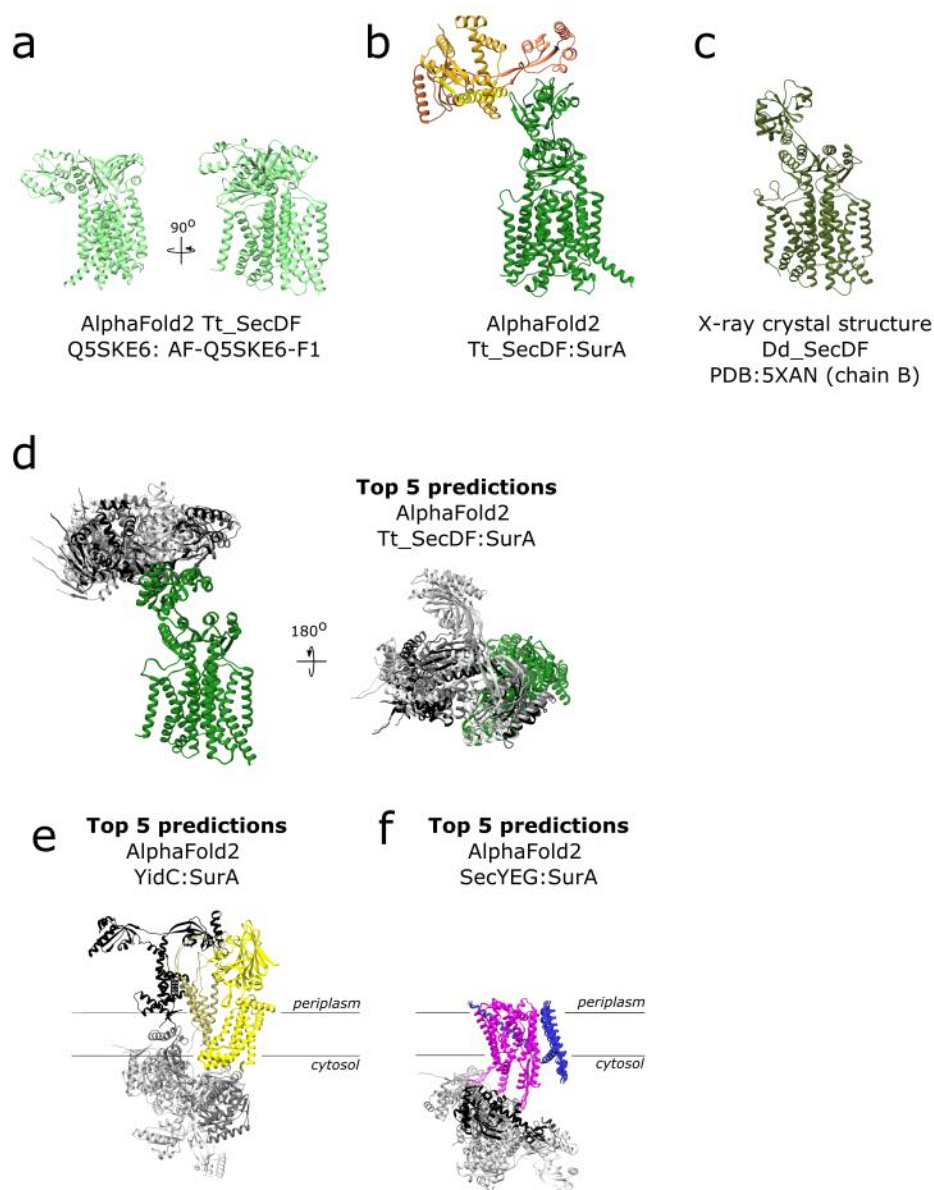 a
90º
AlphaFold2 Tt_SecDF
Q5SKE6: AF-Q5SKE6-F1
b
AlphaFold2
Tt_SecDF:SurA
c
X-ray crystal structure
Dd_SecDF
PDB:5XAN (chain B)
d
180º
Top 5 predictions
AlphaFold2
Tt_SecDF:SurA
e
Top 5 predictions
AlphaFold2
YidC:SurA
periplasm
cytosol
f
Top 5 predictions
AlphaFold2
SecYEG:SurA
periplasm
cytosol